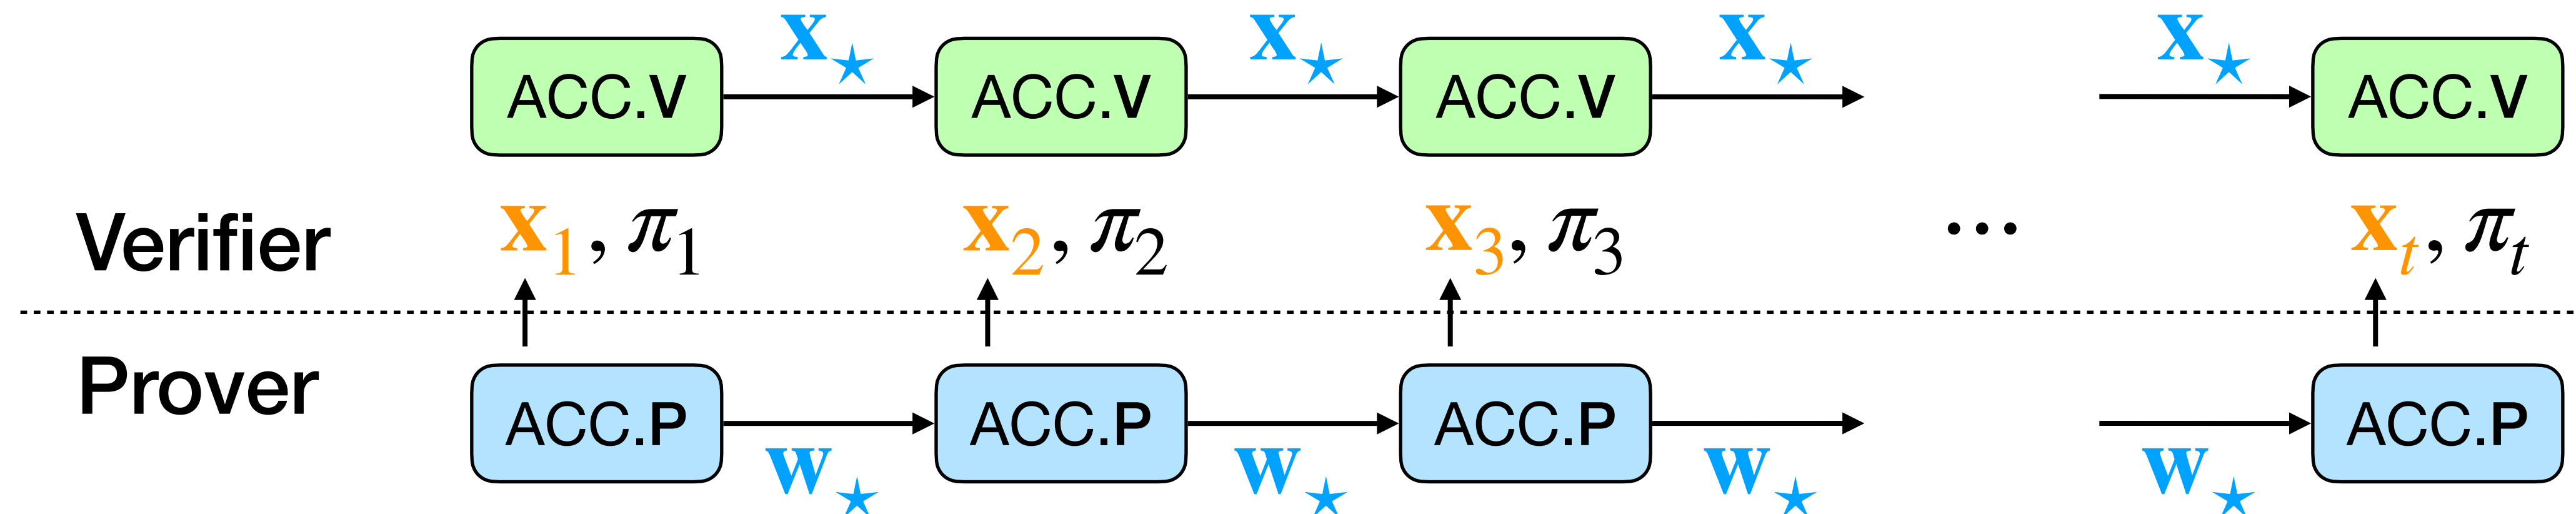 x⋆ x⋆ x⋆ x⋆
ACC.V ACC.V ACC.V ACC.V
Verifier x₁, π₁ x₂, π₂ x₃, π₃ ··· xₜ, πₜ
Prover
ACC.P ACC.P ACC.P ACC.P
w⋆ w⋆ w⋆ w⋆